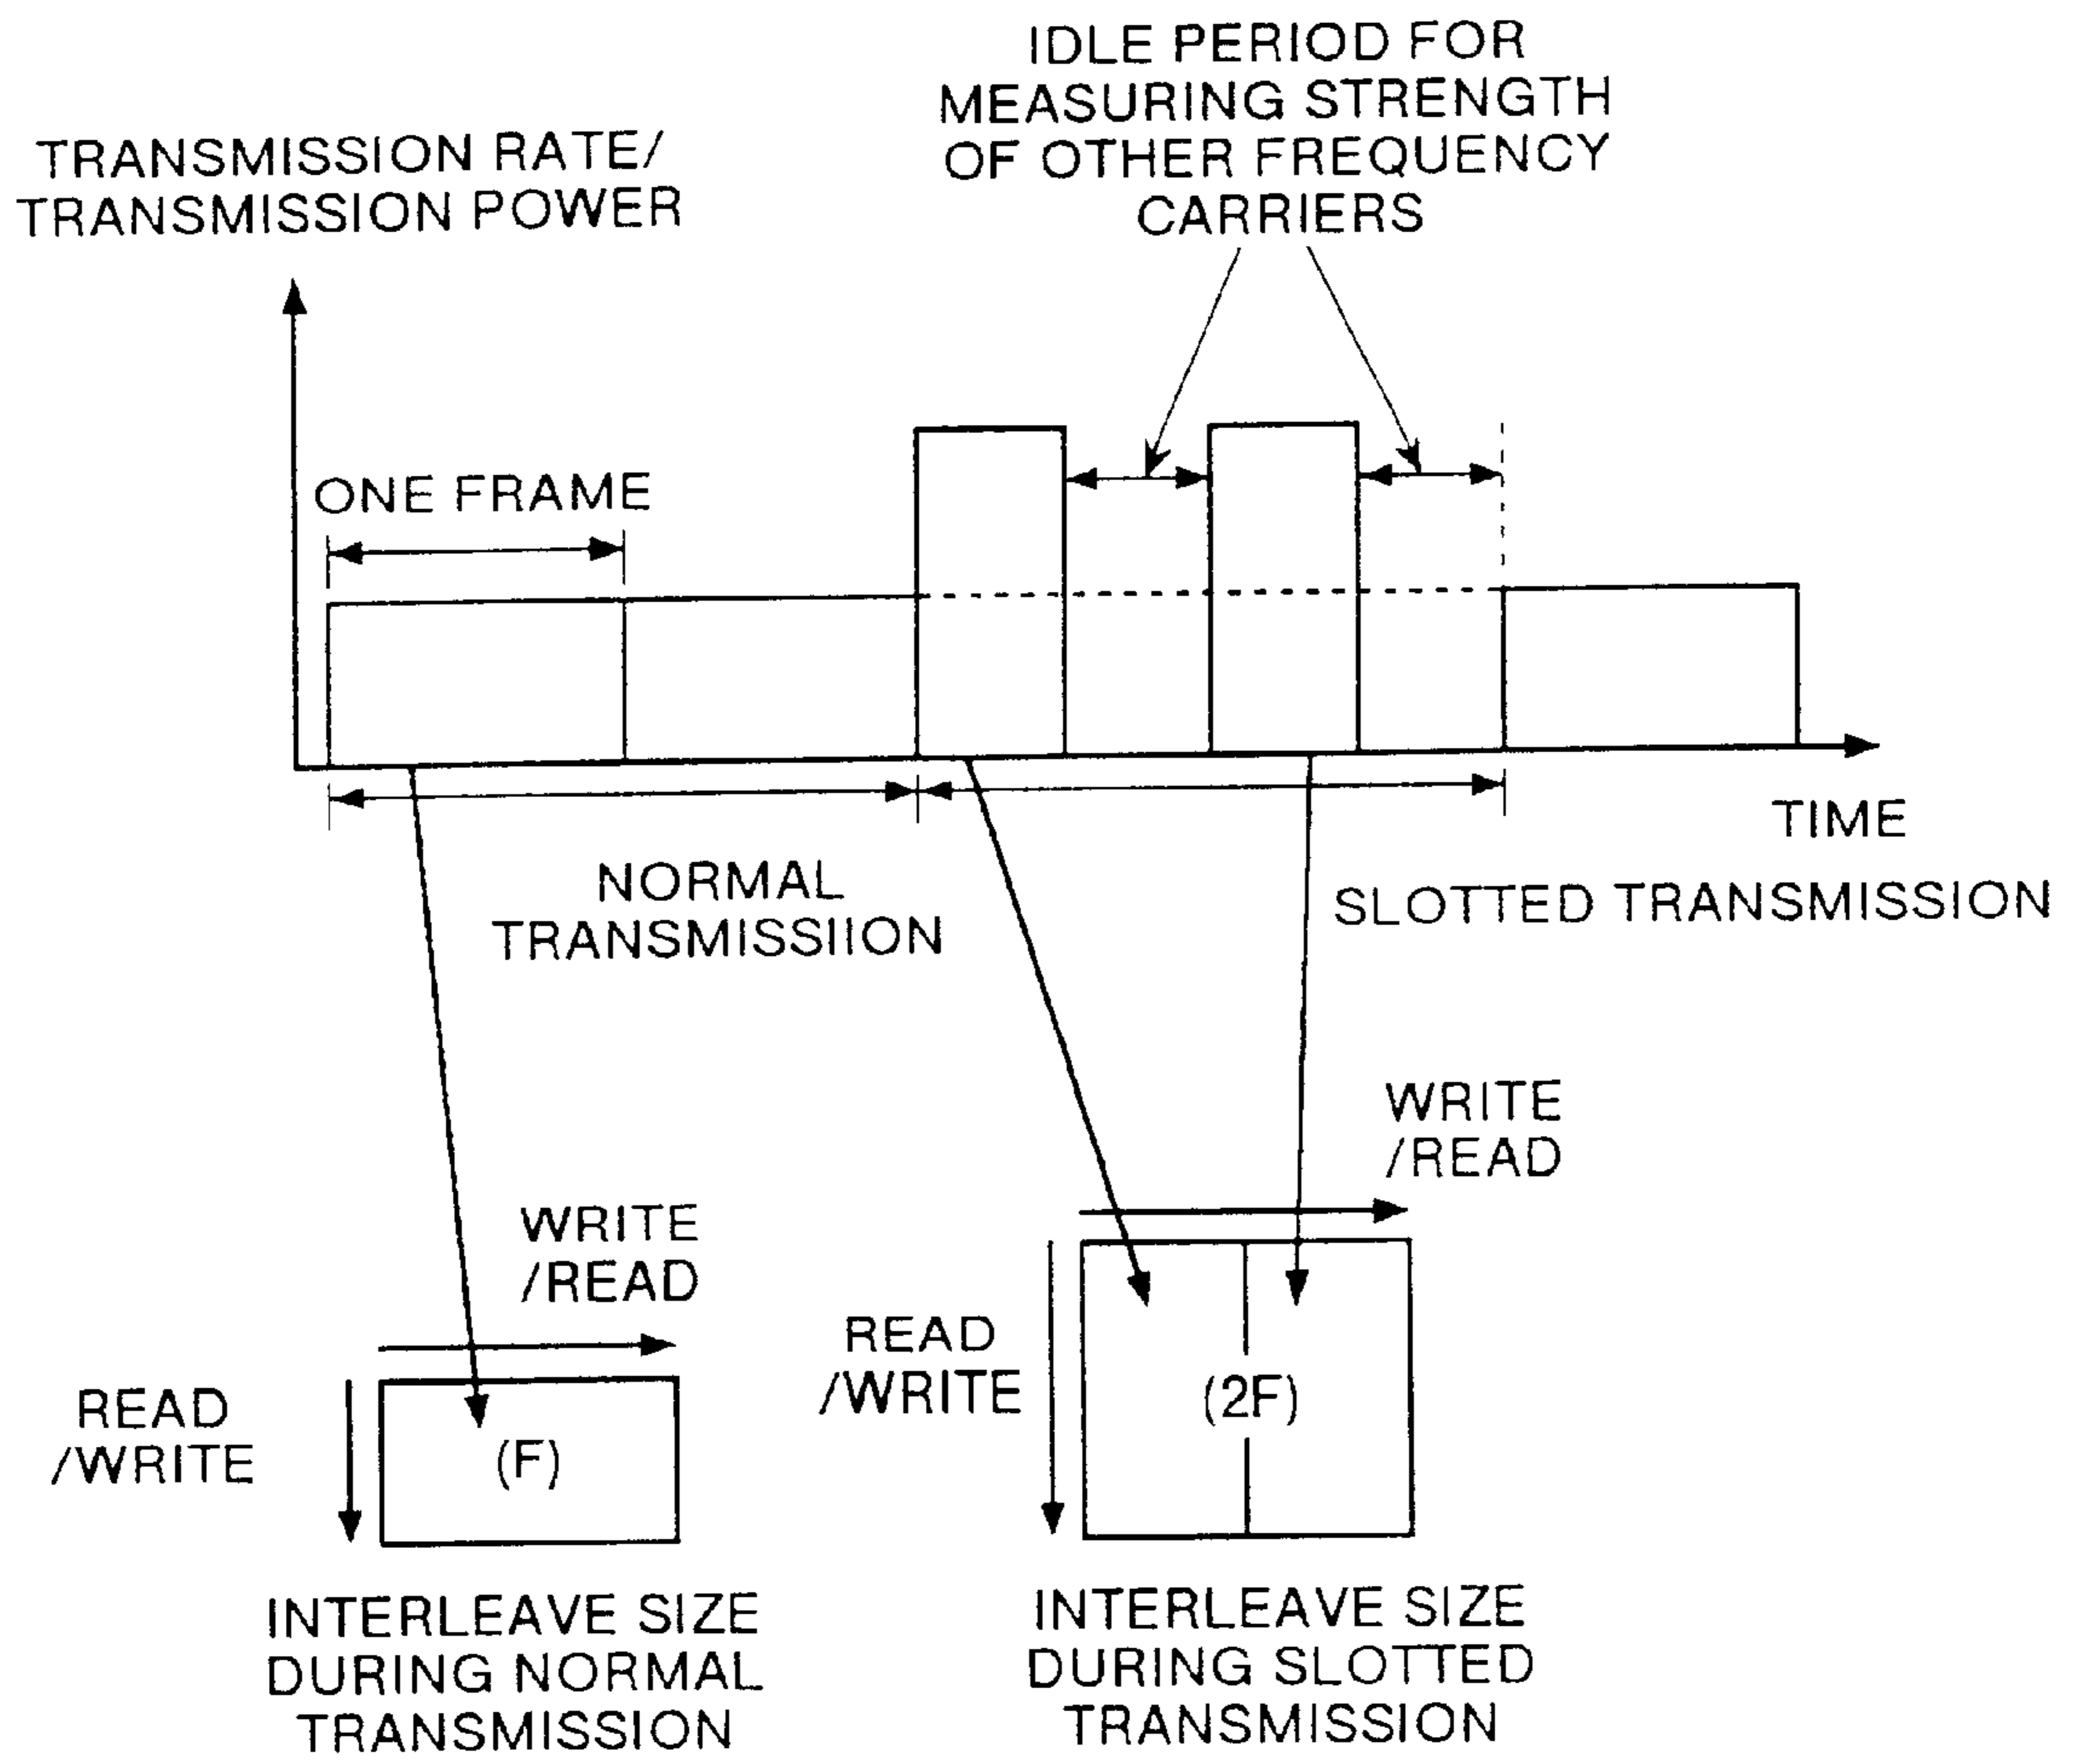 IDLE PERIOD FOR
MEASURING STRENGTH
OF OTHER FREQUENCY
CARRIERS
TRANSMISSION RATE/
TRANSMISSION POWER
ONE FRAME
TIME
NORMAL
TRANSMISSIION
SLOTTED TRANSMISSION
WRITE
/READ
READ
/WRITE
(F)
INTERLEAVE SIZE
DURING NORMAL
TRANSMISSION
WRITE
/READ
READ
/WRITE
(2F)
INTERLEAVE SIZE
DURING SLOTTED
TRANSMISSION